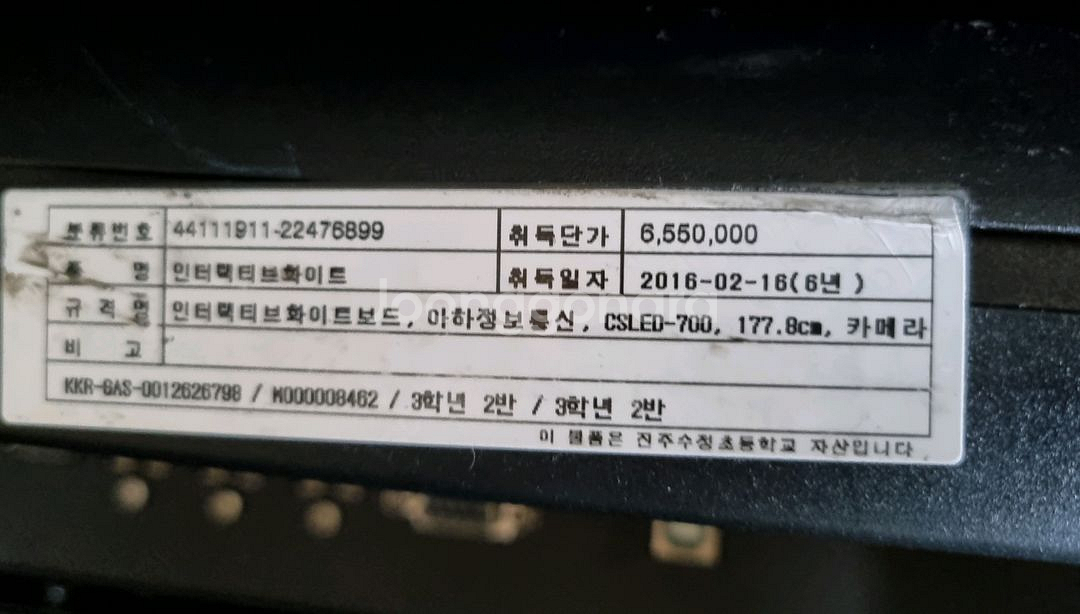 분류번호 44111911-22476899 취득단가 6,550,000
품 명 인터랙티브화이트 취득일자 2016-02-16(6년 )
규 격 명 인터랙티브화이트보드, 아하정보통신, CSLED-700, 177.8cm, 카메라
비 고
KKR-GAS-0012626798 / M000008462 / 3학년 2반 / 3학년 2반
이 물품은 진주수정초등학교 자산입니다